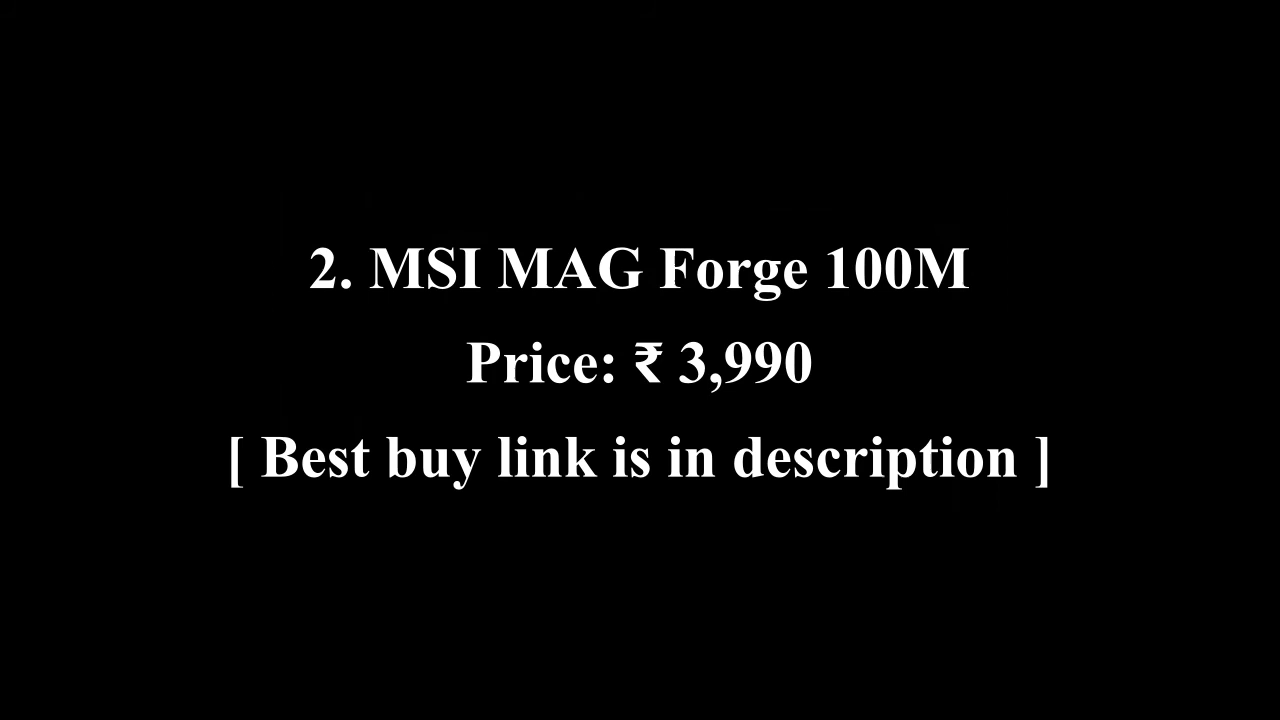 2. MSI MAG Forge 100M
Price: ₹ 3,990
[ Best buy link is in description ]